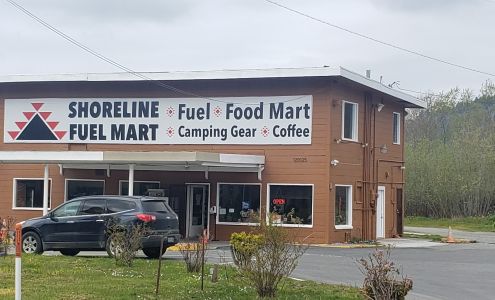 SHORELINE
FUEL MART
Fuel Food Mart
Camping Gear Coffee
OPEN